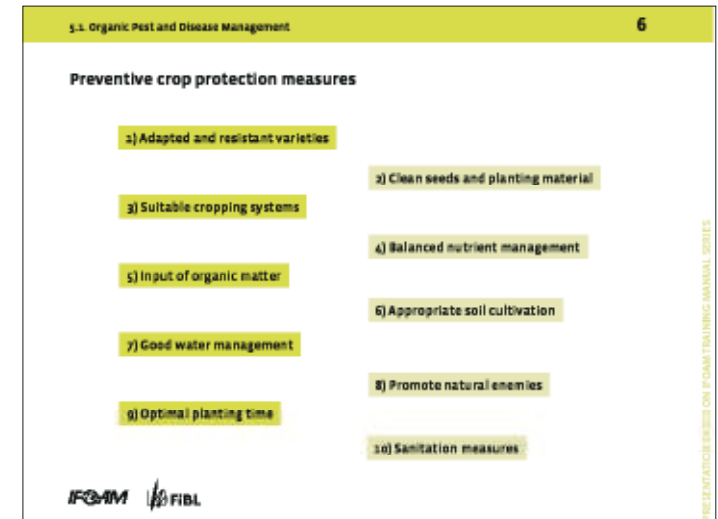 5.1. Organic Pest and Disease Management
6
Preventive crop protection measures
1) Adapted and resistant varieties
2) Clean seeds and planting material
3) Suitable cropping systems
4) Balanced nutrient management
5) Input of organic matter
6) Appropriate soil cultivation
7) Good water management
8) Promote natural enemies
9) Optimal planting time
10) Sanitation measures
IFOAM FiBL
PRESENTATION BASED ON IFOAM TRAINING MANUAL SERIES